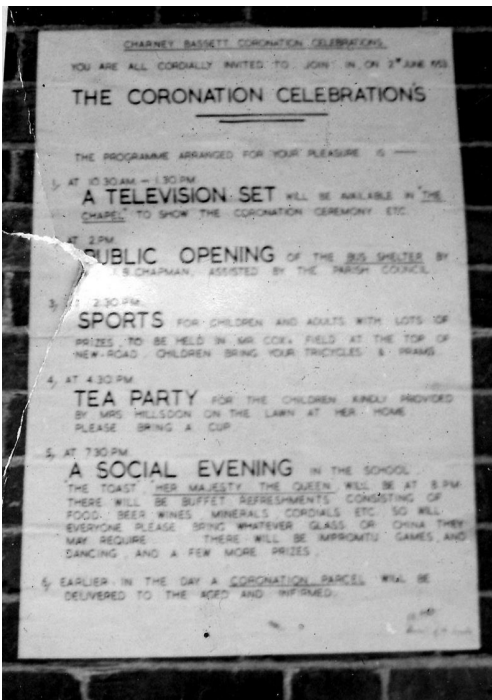 CHARNEY BASSETT CORONATION CELEBRATIONS.
YOU ARE ALL CORDIALLY INVITED TO JOIN IN, ON 2nd JUNE 1953
THE CORONATION CELEBRATIONS
THE PROGRAMME ARRANGED FOR YOUR PLEASURE IS —
1, AT 10.30 AM – 1.30 PM
A TELEVISION SET WILL BE AVAILABLE IN "THE
CHAPEL" TO SHOW THE CORONATION CEREMONY ETC.
AT 2.PM
PUBLIC OPENING OF THE BUS SHELTER BY
B. CHAPMAN, ASSISTED BY THE PARISH COUNCIL
3, 2.30 PM.
SPORTS FOR CHILDREN AND ADULTS WITH LOTS OF
PRIZES, TO BE HELD IN MR COX'S FIELD AT THE TOP OF
NEW-ROAD. CHILDREN BRING YOUR TRICYCLES & PRAMS.
4, AT 4.30 PM.
TEA PARTY FOR THE CHILDREN KINDLY PROVIDED
BY MRS HILLSDON ON THE LAWN AT HER HOME
PLEASE BRING A CUP
5, AT 7.30 PM.
A SOCIAL EVENING IN THE SCHOOL
THE TOAST, HER MAJESTY THE QUEEN WILL BE AT 8.PM
THERE WILL BE BUFFET REFRESHMENTS CONSISTING OF
FOOD, BEER WINES MINERALS CORDIALS ETC. SO WILL
EVERYONE PLEASE BRING WHATEVER GLASS OR CHINA THEY
MAY REQUIRE THERE WILL BE IMPROMTU GAMES, AND
DANCING, AND A FEW MORE PRIZES.
6, EARLIER IN THE DAY A CORONATION PARCEL WILL BE
DELIVERED TO THE AGED AND INFIRMED.